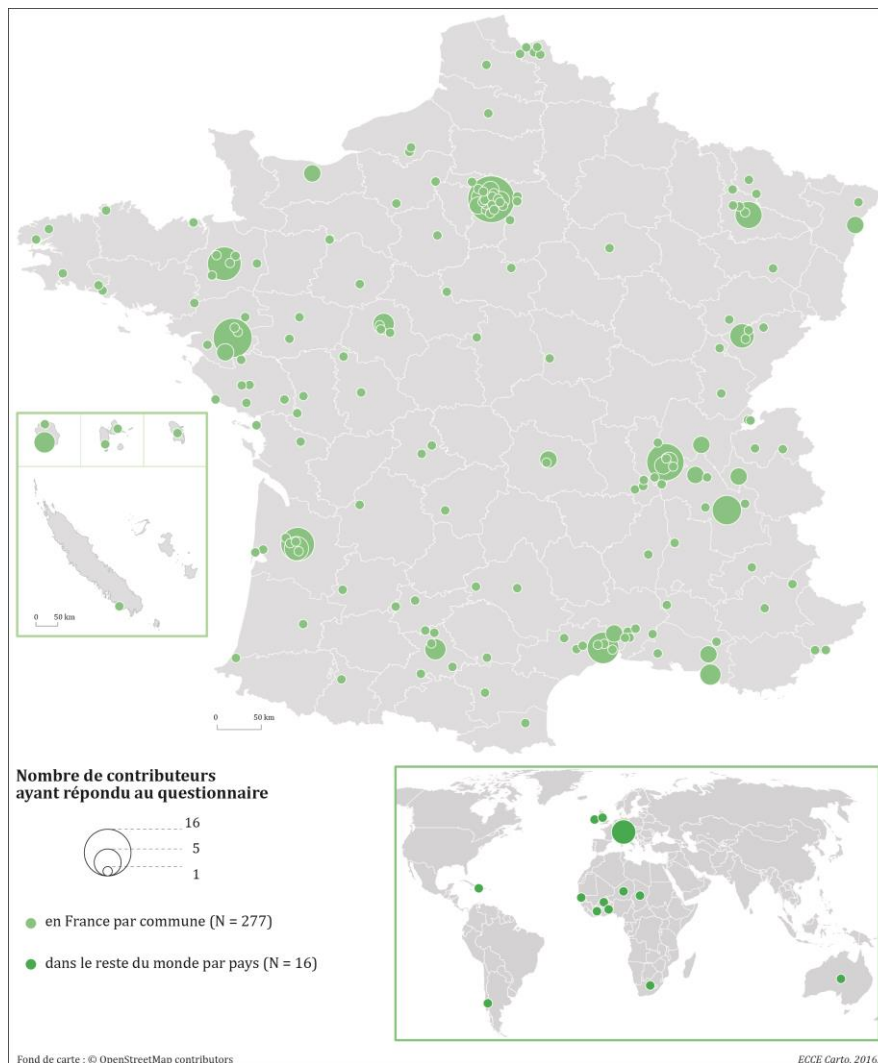 0 50 km
0 50 km
Nombre de contributeurs
ayant répondu au questionnaire
16
5
1
en France par commune (N = 277)
dans le reste du monde par pays (N = 16)
Fond de carte : © OpenStreetMap contributors
ECCE Carto, 2016.